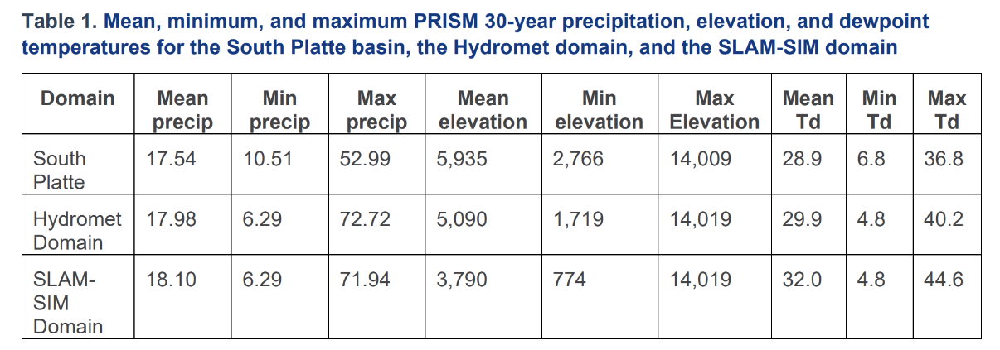 Table 1. Mean, minimum, and maximum PRISM 30-year precipitation, elevation, and dewpoint
temperatures for the South Platte basin, the Hydromet domain, and the SLAM-SIM domain
Domain Mean precip Min precip Max precip Mean elevation Min elevation Max Elevation Mean Td Min Td Max Td
South Platte 17.54 10.51 52.99 5,935 2,766 14,009 28.9 6.8 36.8
Hydromet Domain 17.98 6.29 72.72 5,090 1,719 14,019 29.9 4.8 40.2
SLAM-SIM Domain 18.10 6.29 71.94 3,790 774 14,019 32.0 4.8 44.6